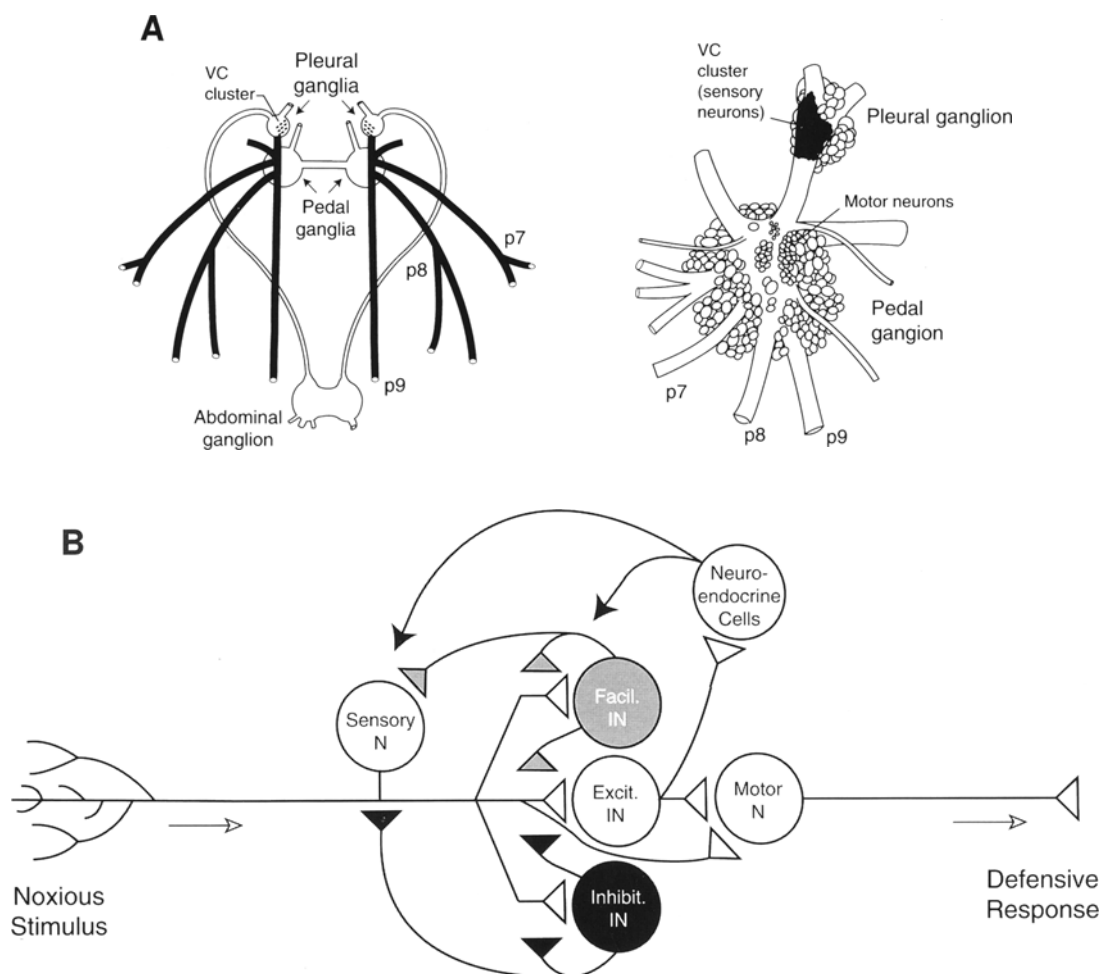 A
VC
cluster
Pleural
ganglia
Pedal
ganglia
p7
p8
p9
Abdominal
ganglion
VC
cluster
(sensory
neurons)
Pleural ganglion
Motor neurons
Pedal
gangion
p7
p8
p9
B
Neuro-
endocrine
Cells
Facil.
IN
Sensory
N
Excit.
IN
Motor
N
Inhibit.
IN
Noxious
Stimulus
Defensive
Response